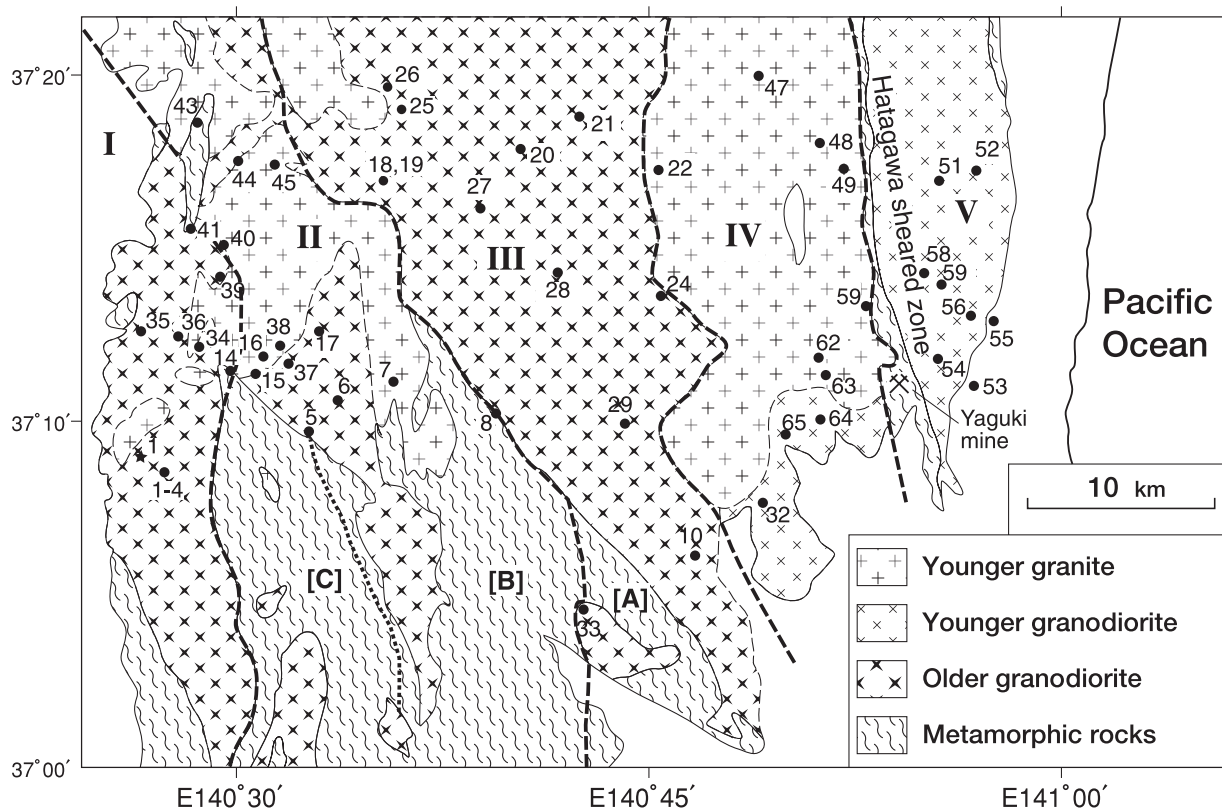 37°20′
37°10′
37°00′
E140°30′
E140°45′
E141°00′
I
II
III
IV
V
[C]
[B]
[A]
43
26
25
47
21
20
48
52
51
44
45
18,19
22
49
27
41
40
58
59
28
24
39
59
56
55
35
36
34
38
17
16
14
15
37
7
62
63
54
53
6
5
8
29
65
64
1
1-4
32
10
33
Hatagawa sheared zone
Yaguki
mine
Pacific
Ocean
10 km
Younger granite
Younger granodiorite
Older granodiorite
Metamorphic rocks